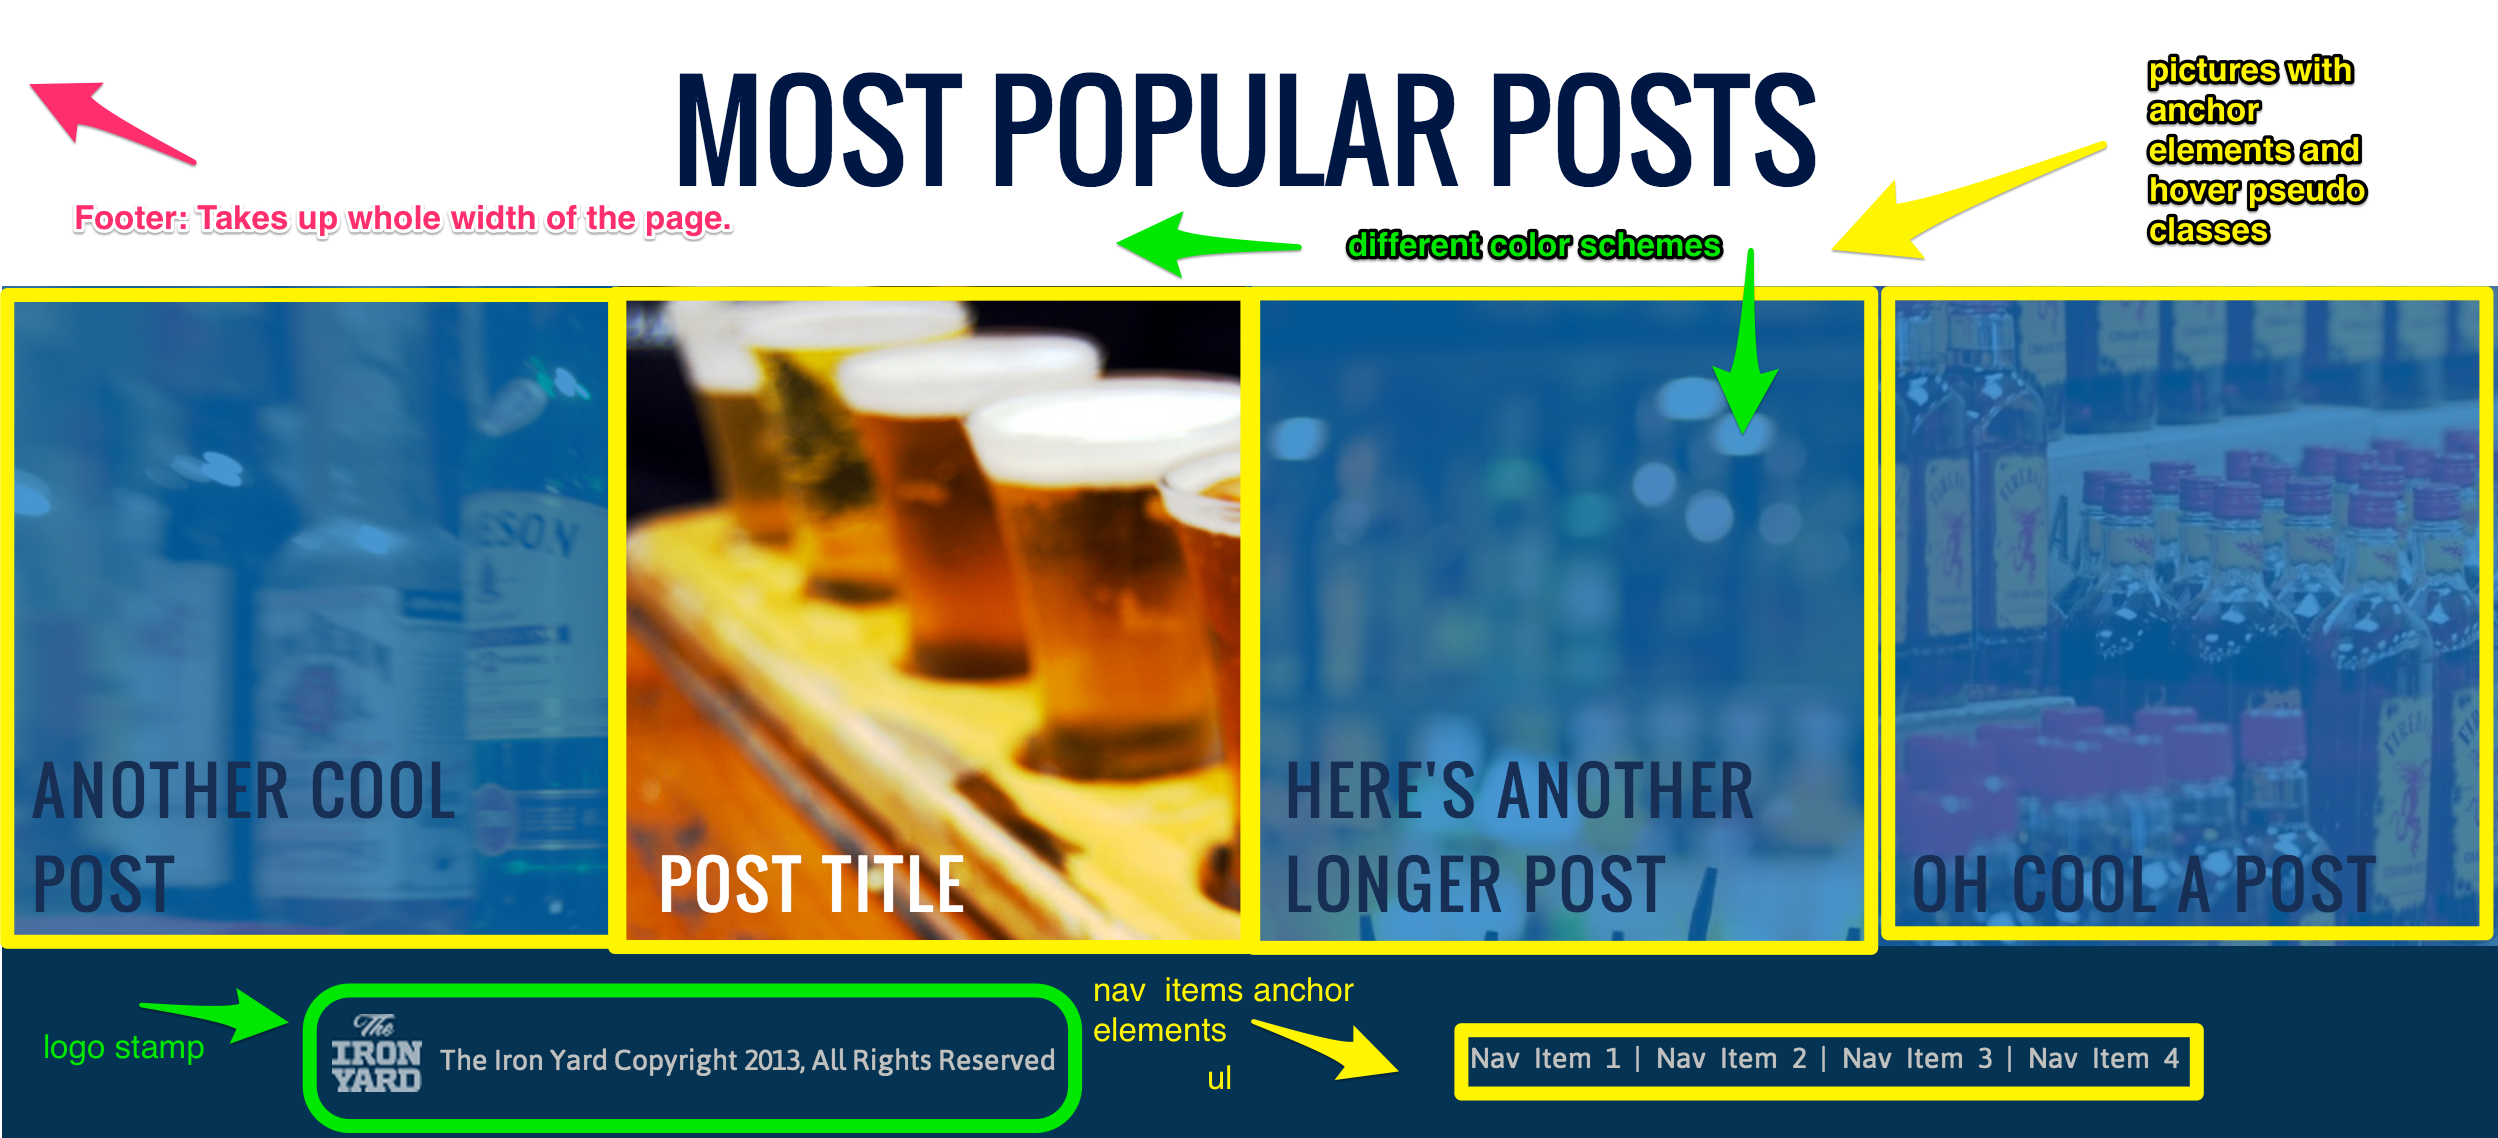 MOST POPULAR POSTS
pictures with
anchor
elements and
hover pseudo
classes
Footer: Takes up whole width of the page.
different color schemes
ESON
FIREBALL
ANOTHER COOL
POST
POST TITLE
HERE'S ANOTHER
LONGER POST
OH COOL A POST
logo stamp
The
IRON
YARD
The Iron Yard Copyright 2013, All Rights Reserved
nav  items anchor
elements
ul
Nav Item 1 | Nav Item 2 | Nav Item 3 | Nav Item 4